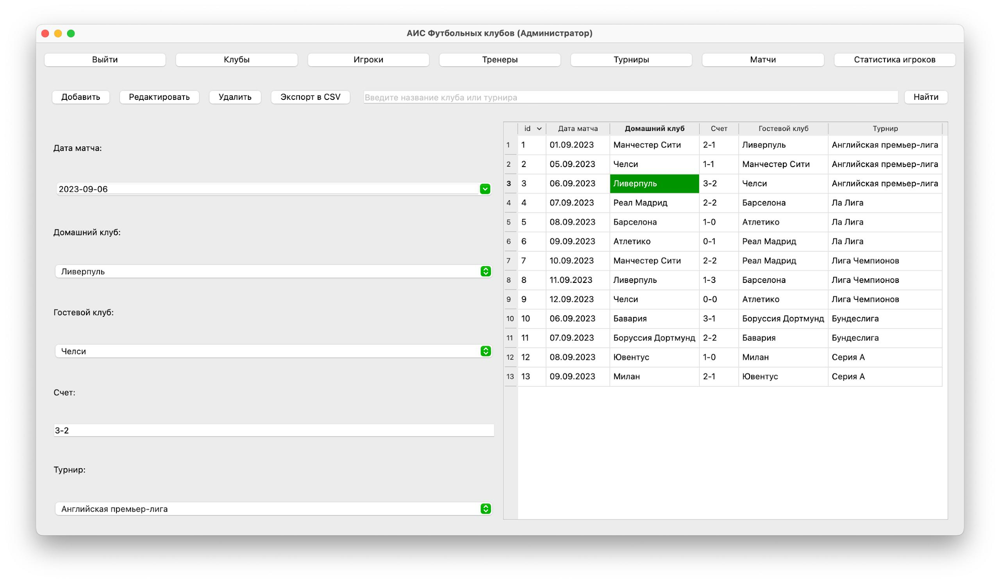 АИС Футбольных клубов (Администратор)
Выйти Клубы Игроки Тренеры Турниры Матчи Статистика игроков
Добавить Редактировать Удалить Экспорт в CSV Введите название клуба или турнира Найти
Дата матча:
2023-09-06
Домашний клуб:
Ливерпуль
Гостевой клуб:
Челси
Счет:
3-2
Турнир:
Английская премьер-лига
id Дата матча Домашний клуб Счет Гостевой клуб Турнир
1 1 01.09.2023 Манчестер Сити 2-1 Ливерпуль Английская премьер-лига
2 2 05.09.2023 Челси 1-1 Манчестер Сити Английская премьер-лига
3 3 06.09.2023 Ливерпуль 3-2 Челси Английская премьер-лига
4 4 07.09.2023 Реал Мадрид 2-2 Барселона Ла Лига
5 5 08.09.2023 Барселона 1-0 Атлетико Ла Лига
6 6 09.09.2023 Атлетико 0-1 Реал Мадрид Ла Лига
7 7 10.09.2023 Манчестер Сити 2-2 Реал Мадрид Лига Чемпионов
8 8 11.09.2023 Ливерпуль 1-3 Барселона Лига Чемпионов
9 9 12.09.2023 Челси 0-0 Атлетико Лига Чемпионов
10 10 06.09.2023 Бавария 3-1 Боруссия Дортмунд Бундеслига
11 11 07.09.2023 Боруссия Дортмунд 2-2 Бавария Бундеслига
12 12 08.09.2023 Ювентус 1-0 Милан Серия А
13 13 09.09.2023 Милан 2-1 Ювентус Серия А